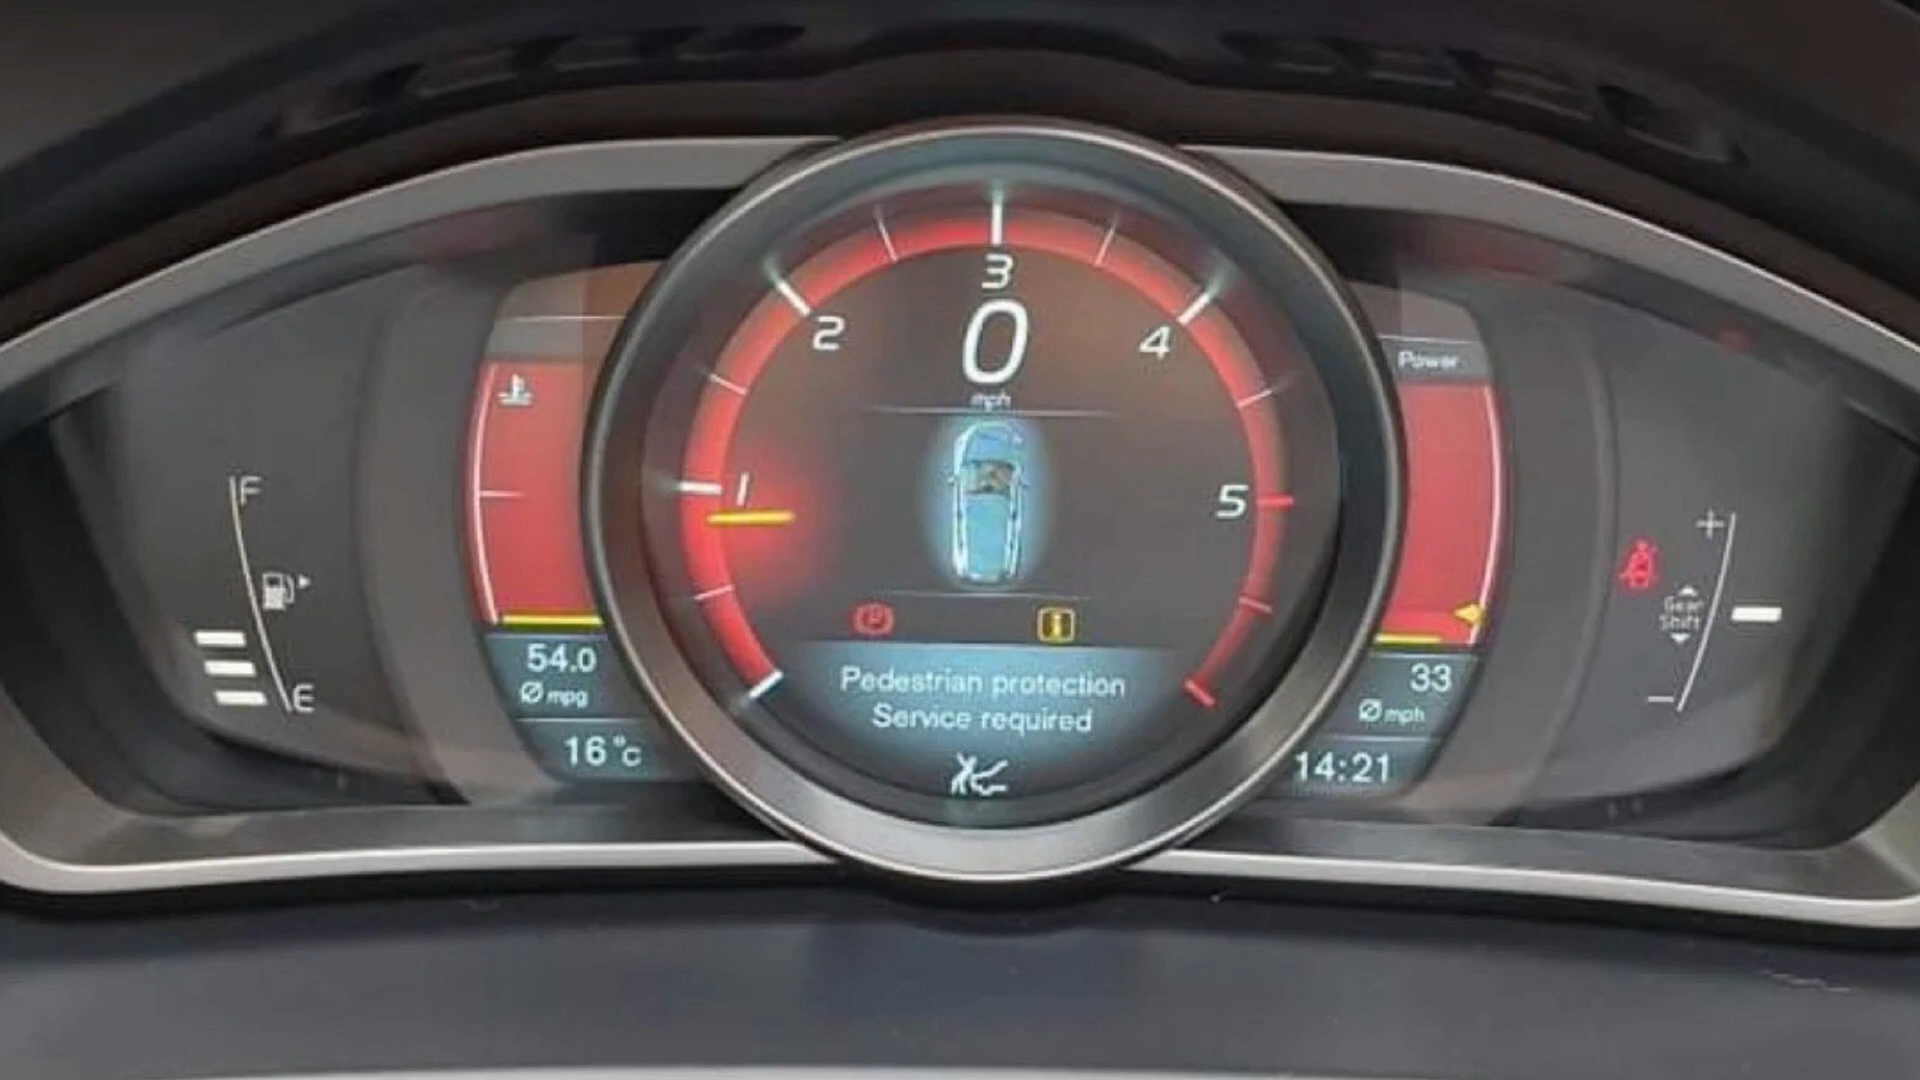 3
2
4
0
mph
Power
1
5
F
E
+
Gear
Shift
-
54.0
Ø mpg
16°c
Pedestrian protection
Service required
33
Ø mph
14:21